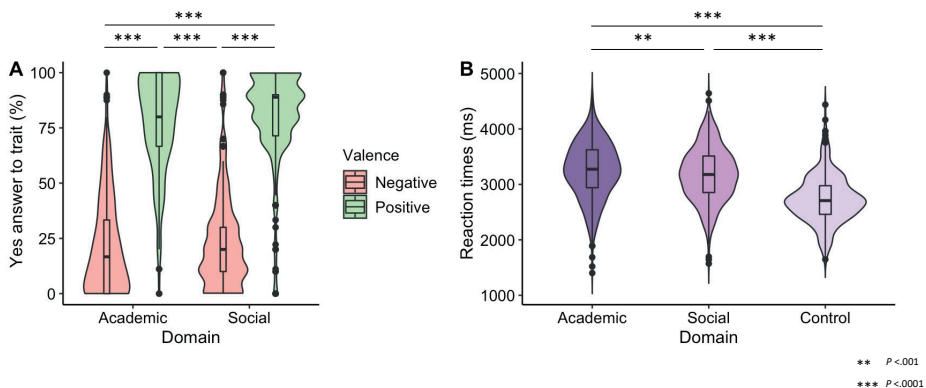 ***
*** *** ***
A
Yes answer to trait (%)
100
75
50
25
0
Academic Social
Domain
Valence
Negative
Positive
***
** ***
B
Reaction times (ms)
5000
4000
3000
2000
1000
Academic Social Control
Domain
** P <.001
*** P <.0001